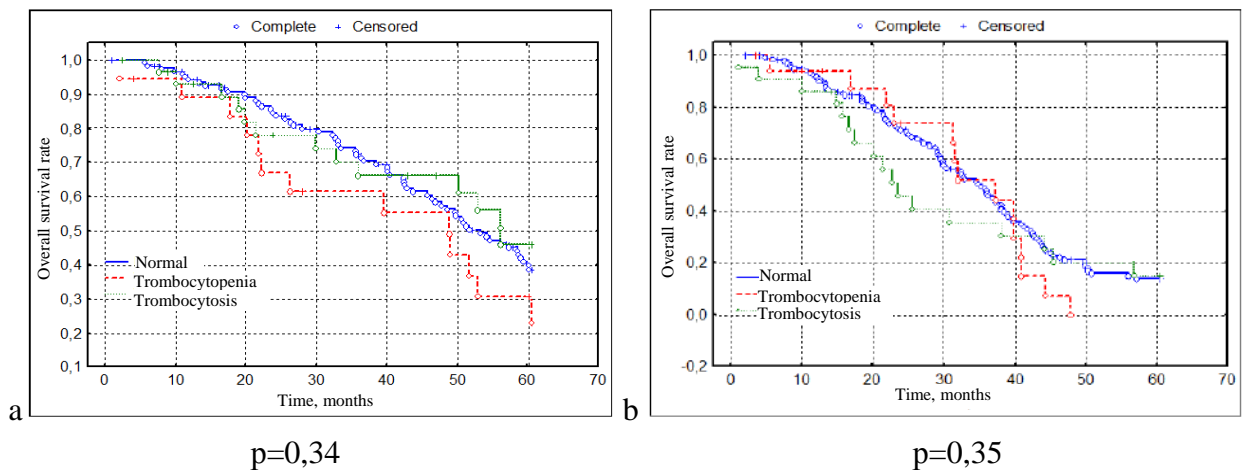 Complete Censored
Overall survival rate
1,0
0,9
0,8
0,7
0,6
0,5
0,4
0,3
0,2
0,1
Normal
Trombocytopenia
Trombocytosis
0 10 20 30 40 50 60 70
Time, months
a
p=0,34
Complete Censored
Overall survival rate
1,0
0,8
0,6
0,4
0,2
0,0
-0,2
Normal
Trombocytopenia
Trombocytosis
0 10 20 30 40 50 60 70
Time, months
b
p=0,35